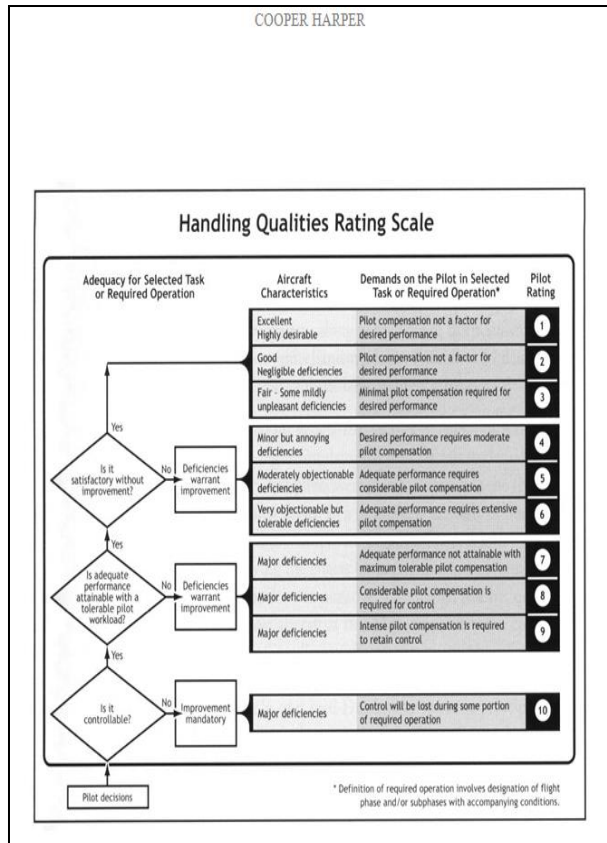 COOPER HARPER
Handling Qualities Rating Scale
Adequacy for Selected Task
or Required Operation
Aircraft
Characteristics
Demands on the Pilot in Selected
Task or Required Operation*
Pilot
Rating
Excellent
Highly desirable
Pilot compensation not a factor for
desired performance
1
Good
Negligible deficiencies
Pilot compensation not a factor for
desired performance
2
Fair - Some mildly
unpleasant deficiencies
Minimal pilot compensation required for
desired performance
3
Yes
Is it
satisfactory without
improvement?
No
Deficiencies
warrant
improvement
Minor but annoying
deficiencies
Desired performance requires moderate
pilot compensation
4
Moderately objectionable
deficiencies
Adequate performance requires
considerable pilot compensation
5
Very objectionable but
tolerable deficiencies
Adequate performance requires extensive
pilot compensation
6
Yes
Is adequate
performance
attainable with a
tolerable pilot
workload?
No
Deficiencies
warrant
improvement
Major deficiencies
Adequate performance not attainable with
maximum tolerable pilot compensation
7
Major deficiencies
Considerable pilot compensation is
required for control
8
Major deficiencies
Intense pilot compensation is required
to retain control
9
Yes
Is it
controllable?
No
Improvement
mandatory
Major deficiencies
Control will be lost during some portion
of required operation
10
Pilot decisions
* Definition of required operation involves designation of flight
phase and/or subphases with accompanying conditions.